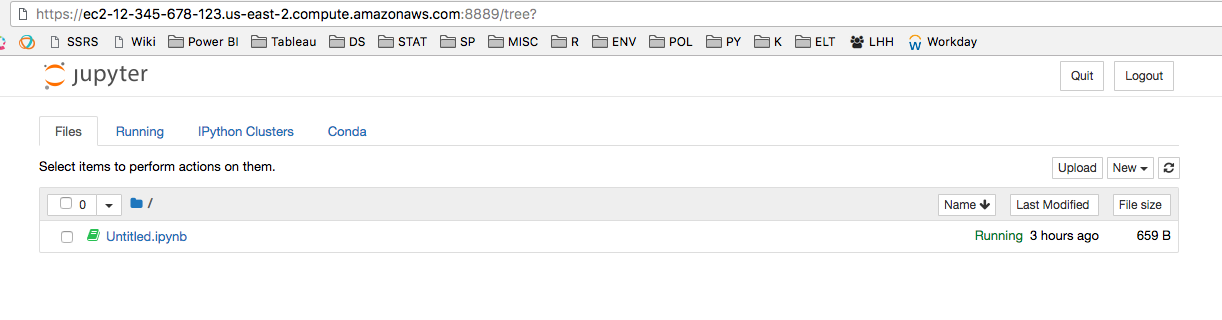 https://ec2-12-345-678-123.us-east-2.compute.amazonaws.com:8889/tree?
SSRS Wiki Power BI Tableau DS STAT SP MISC R ENV POL PY K ELT LHH Workday
jupyter Quit Logout
Files Running IPython Clusters Conda
Select items to perform actions on them. Upload New
0 / Name Last Modified File size
Untitled.ipynb Running 3 hours ago 659 B